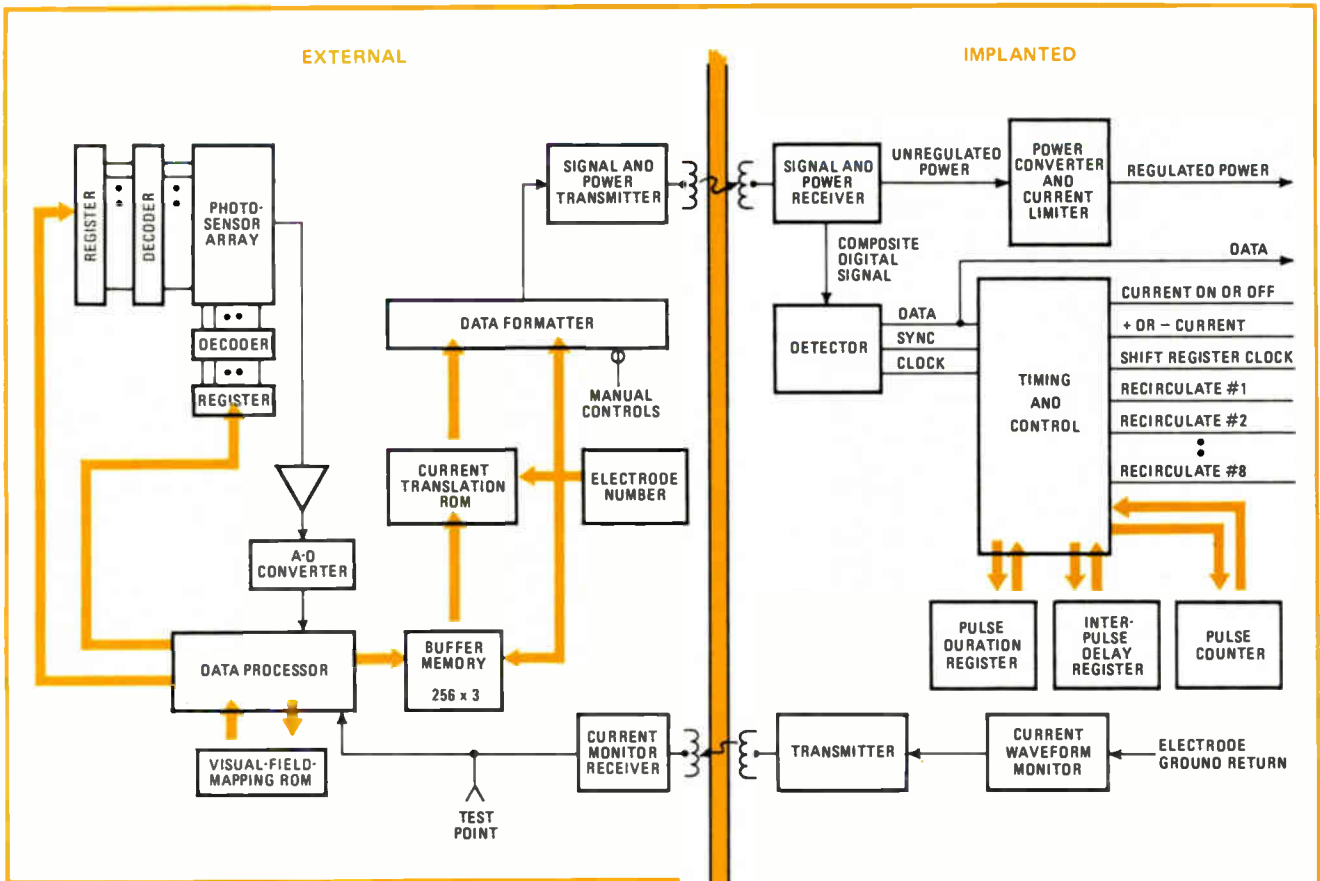 EXTERNAL
IMPLANTED
REGISTER
DECODER
PHOTO-
SENSOR
ARRAY
DECODER
REGISTER
A-D
CONVERTER
DATA PROCESSOR
VISUAL-FIELD-
MAPPING ROM
BUFFER
MEMORY
256 x 3
CURRENT
TRANSLATION
ROM
ELECTRODE
NUMBER
DATA FORMATTER
MANUAL
CONTROLS
SIGNAL AND
POWER
TRANSMITTER
CURRENT
MONITOR
RECEIVER
TEST
POINT
SIGNAL AND
POWER
RECEIVER
UNREGULATED
POWER
POWER
CONVERTER
AND
CURRENT
LIMITER
REGULATED POWER
COMPOSITE
DIGITAL
SIGNAL
DETECTOR
DATA
SYNC
CLOCK
DATA
TIMING
AND
CONTROL
CURRENT ON OR OFF
+ OR – CURRENT
SHIFT REGISTER CLOCK
RECIRCULATE #1
RECIRCULATE #2
RECIRCULATE #8
PULSE
DURATION
REGISTER
INTER-
PULSE
DELAY
REGISTER
PULSE
COUNTER
TRANSMITTER
CURRENT
WAVEFORM
MONITOR
ELECTRODE
GROUND RETURN